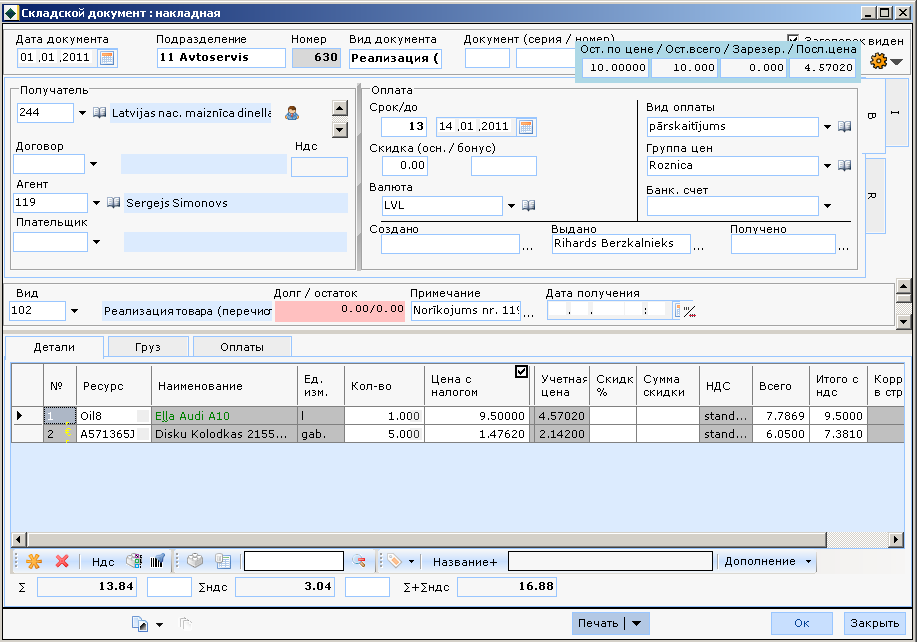 Складской документ : накладная
Дата документа Подразделение Номер Вид документа Документ (серия / номер) Заголовок виден
01 ,01 ,2011 11 Avtoservis 630 Реализация (
Ост. по цене / Ост.всего / Зарезер. / Посл.цена
10.00000 10.000 0.000 4.57020
Получатель
244 Latvijas nac. maiznīca dinella
Договор Ндс
Агент
119 Sergejs Simonovs
Плательщик
Оплата
Срок/до
13 14 ,01 ,2011
Скидка (осн. / бонус)
0.00
Валюта
LVL
Вид оплаты
pārskaitījums
Группа цен
Roznica
Банк. счет
Создано Выдано Получено
... Rihards Berzkalnieks ... ...
I
B
R
Вид Долг / остаток Примечание Дата получения
102 Реализация товара (перечис 0.00/0.00 Norīkojums nr. 119 ... . . :
Детали Груз Оплаты
№ Ресурс Наименование Ед. изм. Кол-во Цена с налогом Учетная цена Скидк % Сумма скидки НДС Всего Итого с ндс Корр в стр
1 Oil8 Eļļa Audi A10 l 1.000 9.50000 4.57020 stand... 7.7869 9.5000
2 A571365J Disku Kolodkas 2155... gab. 5.000 1.47620 2.14200 stand... 6.0500 7.3810
Ндс Название+ Дополнение
Σ 13.84 Σндс 3.04 Σ+Σндс 16.88
Печать Ок Закрыть